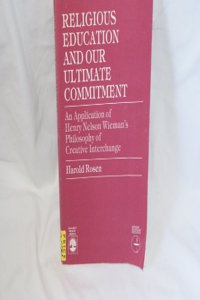 RELIGIOUS
EDUCATION
AND OUR
ULTIMATE
COMMITMENT
An Application of
Henry Nelson Wieman's
Philosophy of
Creative Interchange
Harold Rosen